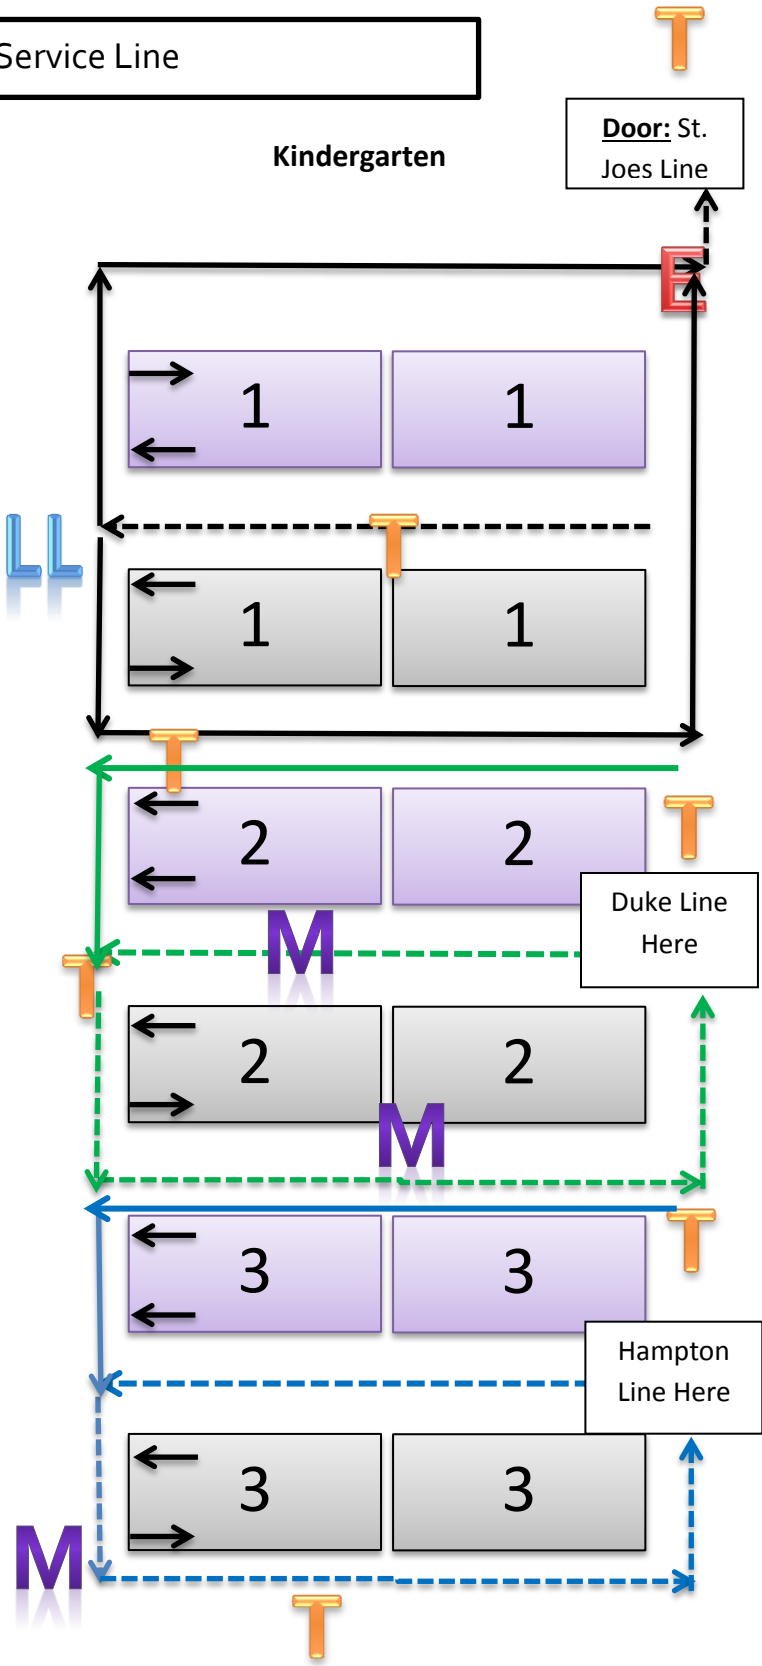 Service Line
T
Door: St.
Joes Line
Kindergarten
E
1 1
LL
T
1 1
T
2 2
T
Duke Line
Here
M
T
2 2
M
3 3
T
Hampton
Line Here
3 3
M
T